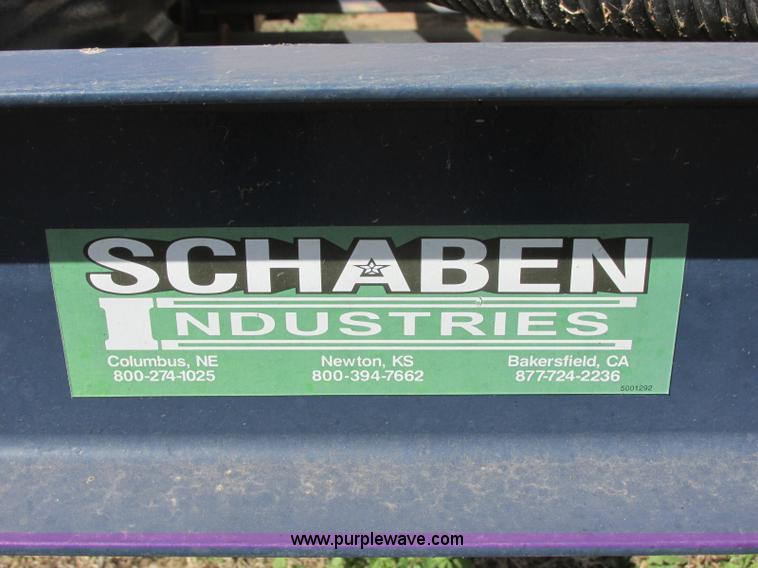 SCHABEN
INDUSTRIES
Columbus, NE Newton, KS Bakersfield, CA
800-274-1025 800-394-7662 877-724-2236
5001292
www.purplewave.com